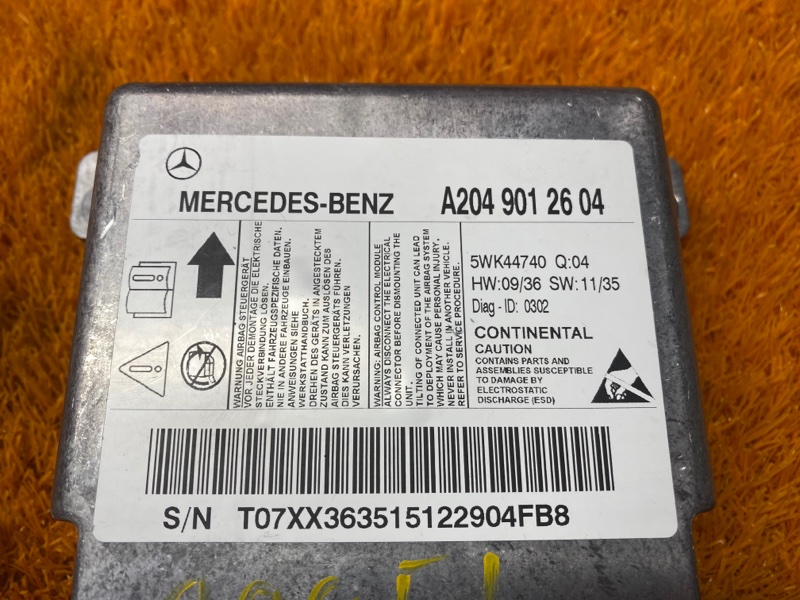 MERCEDES-BENZ A204 901 26 04
WARNUNG AIRBAG STEUERGERÄT
VOR JEDER DEMONTAGE DIE ELEKTRISCHE
STECKVERBINDUNG LÖSEN.
ENTHÄLT FAHRZEUGSPEZIFISCHE DATEN.
NIE IN ANDERE FAHRZEUGE EINBAUEN.
ANWEISUNGEN SIEHE
WERKSTATTHANDBUCH.
DREHEN DES GERÄTS IN ANGESTECKTEM
ZUSTAND KANN ZUM AUSLÖSEN DES
AIRBAG STEUERGERÄTS FÜHREN.
DIES KANN VERLETZUNGEN
VERURSACHEN.
WARNING: AIRBAG CONTROL MODULE
ALWAYS DISCONNECT THE ELECTRICAL
CONNECTOR BEFORE DISMOUNTING THE
UNIT.
TILTING OF CONNECTED UNIT CAN LEAD
TO DEPLOYMENT OF THE AIRBAG SYSTEM
WHICH MAY CAUSE PERSONAL INJURY.
NEVER INSTALL IN ANOTHER VEHICLE.
REFER TO SERVICE PROCEDURE.
5WK44740 Q:04
HW:09/36 SW:11/35
Diag - ID: 0302
CONTINENTAL
CAUTION
CONTAINS PARTS AND
ASSEMBLIES SUSCEPTIBLE
TO DAMAGE BY
ELECTROSTATIC
DISCHARGE (ESD)
S/N T07XX363515122904FB8